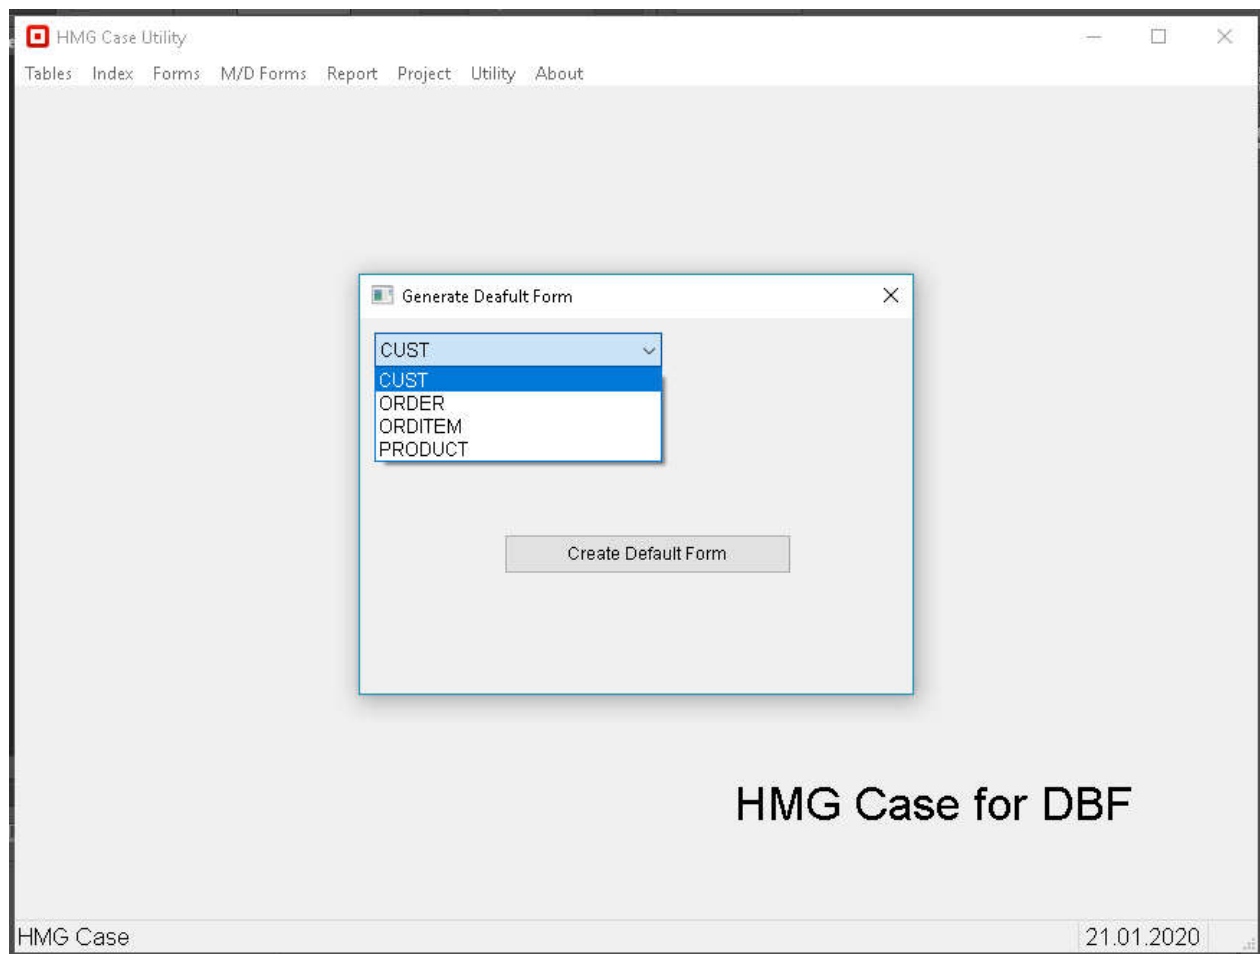 HMG Case Utility
Tables Index Forms M/D Forms Report Project Utility About
Generate Deafult Form
CUST
CUST
ORDER
ORDITEM
PRODUCT
Create Default Form
HMG Case for DBF
HMG Case 21.01.2020